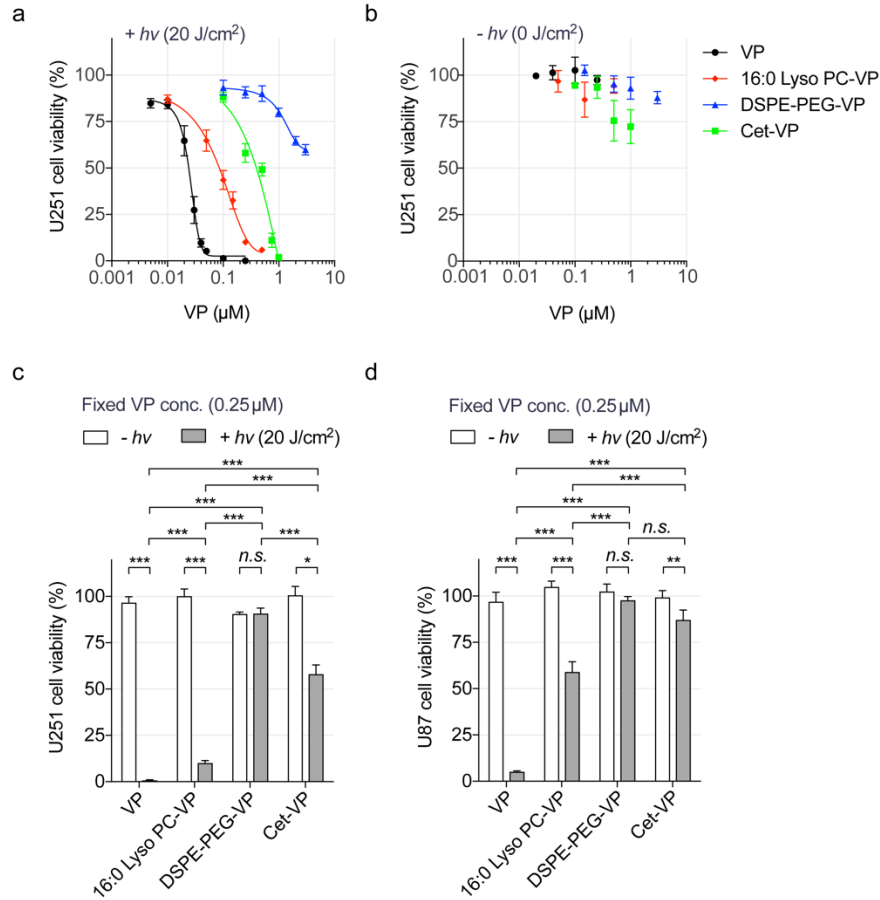 a
+ hv (20 J/cm²)
U251 cell viability (%)
100
75
50
25
0
0.001
0.01
0.1
1
10
VP (µM)
b
- hv (0 J/cm²)
U251 cell viability (%)
100
75
50
25
0
0.001
0.01
0.1
1
10
VP (µM)
VP
16:0 Lyso PC-VP
DSPE-PEG-VP
Cet-VP
c
Fixed VP conc. (0.25µM)
- hv
+ hv (20 J/cm²)
***
***
***
***
*** ***
*** *** n.s. *
U251 cell viability (%)
100
75
50
25
0
VP
16:0 Lyso PC-VP
DSPE-PEG-VP
Cet-VP
d
Fixed VP conc. (0.25µM)
- hv
+ hv (20 J/cm²)
***
***
***
***
*** n.s.
*** *** n.s. **
U87 cell viability (%)
100
75
50
25
0
VP
16:0 Lyso PC-VP
DSPE-PEG-VP
Cet-VP